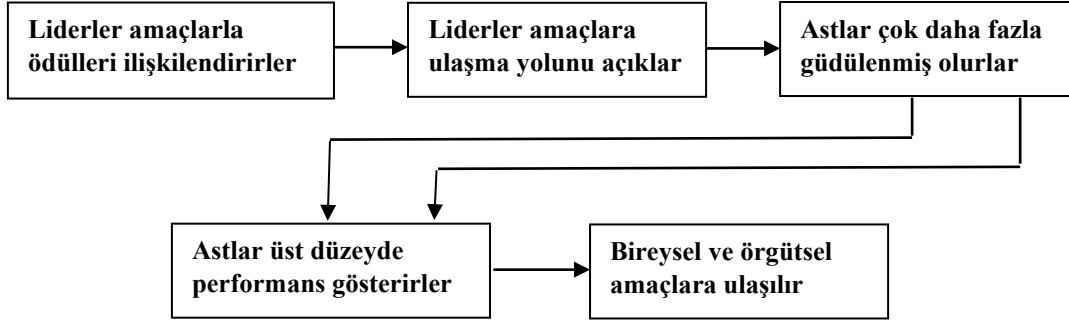 Liderler amaçlarla
ödülleri ilişkilendirirler
Liderler amaçlara
ulaşma yolunu açıklar
Astlar çok daha fazla
güdülenmiş olurlar
Astlar üst düzeyde
performans gösterirler
Bireysel ve örgütsel
amaçlara ulaşılır